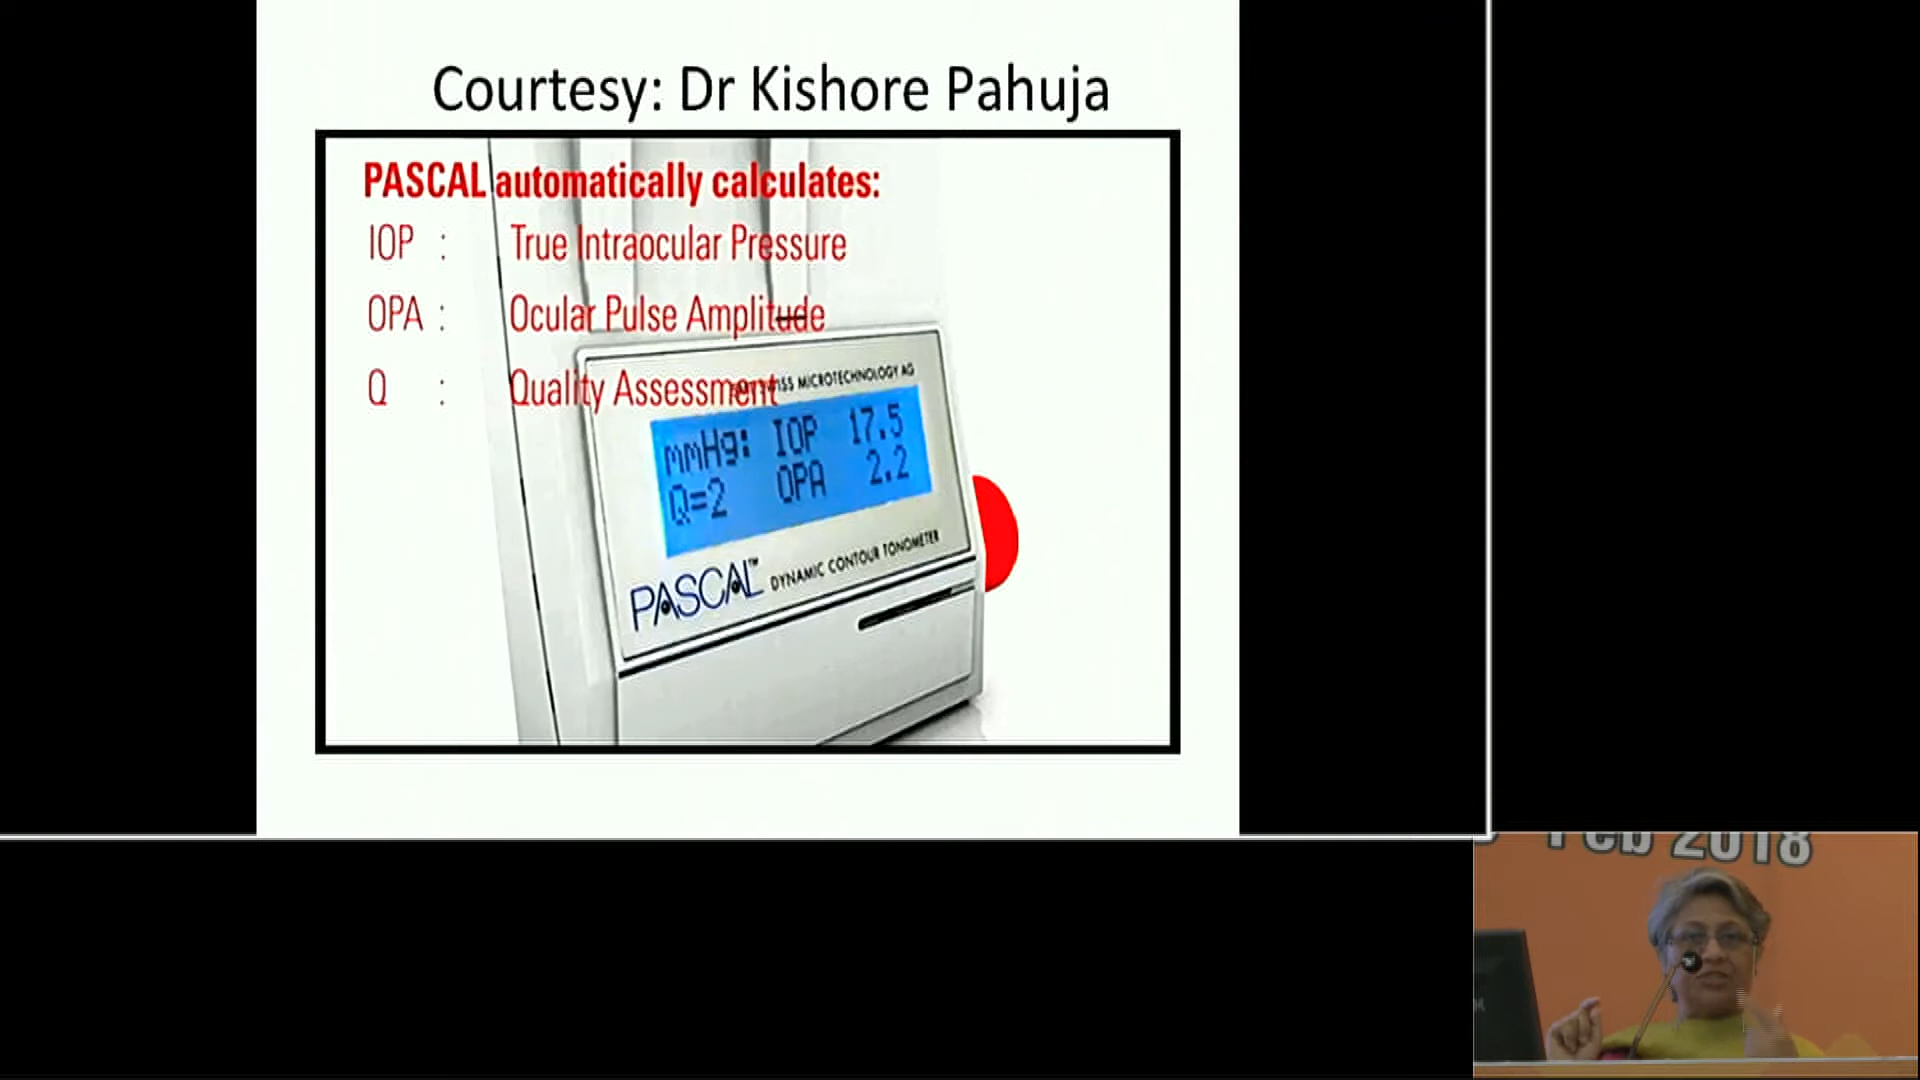 Courtesy: Dr Kishore Pahuja
PASCAL automatically calculates:
IOP : True Intraocular Pressure
OPA : Ocular Pulse Amplitude
Q : Quality Assessment
SWISS MICROTECHNOLOGY AG
mmHg: IOP 17.5
Q=2 OPA 2.2
PASCAL™ DYNAMIC CONTOUR TONOMETER
Feb 2018